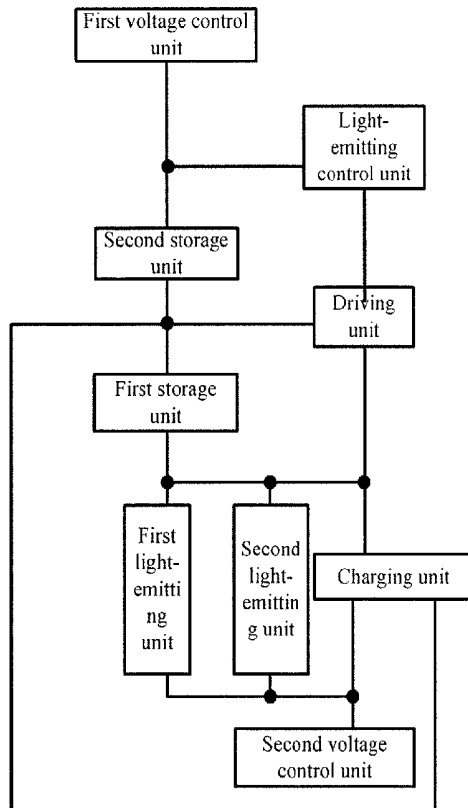 First voltage control
unit
Light-
emitting
control unit
Second storage
unit
Driving
unit
First storage
unit
First
light-
emitti
ng
unit
Second
light-
emittin
g unit
Charging unit
Second voltage
control unit